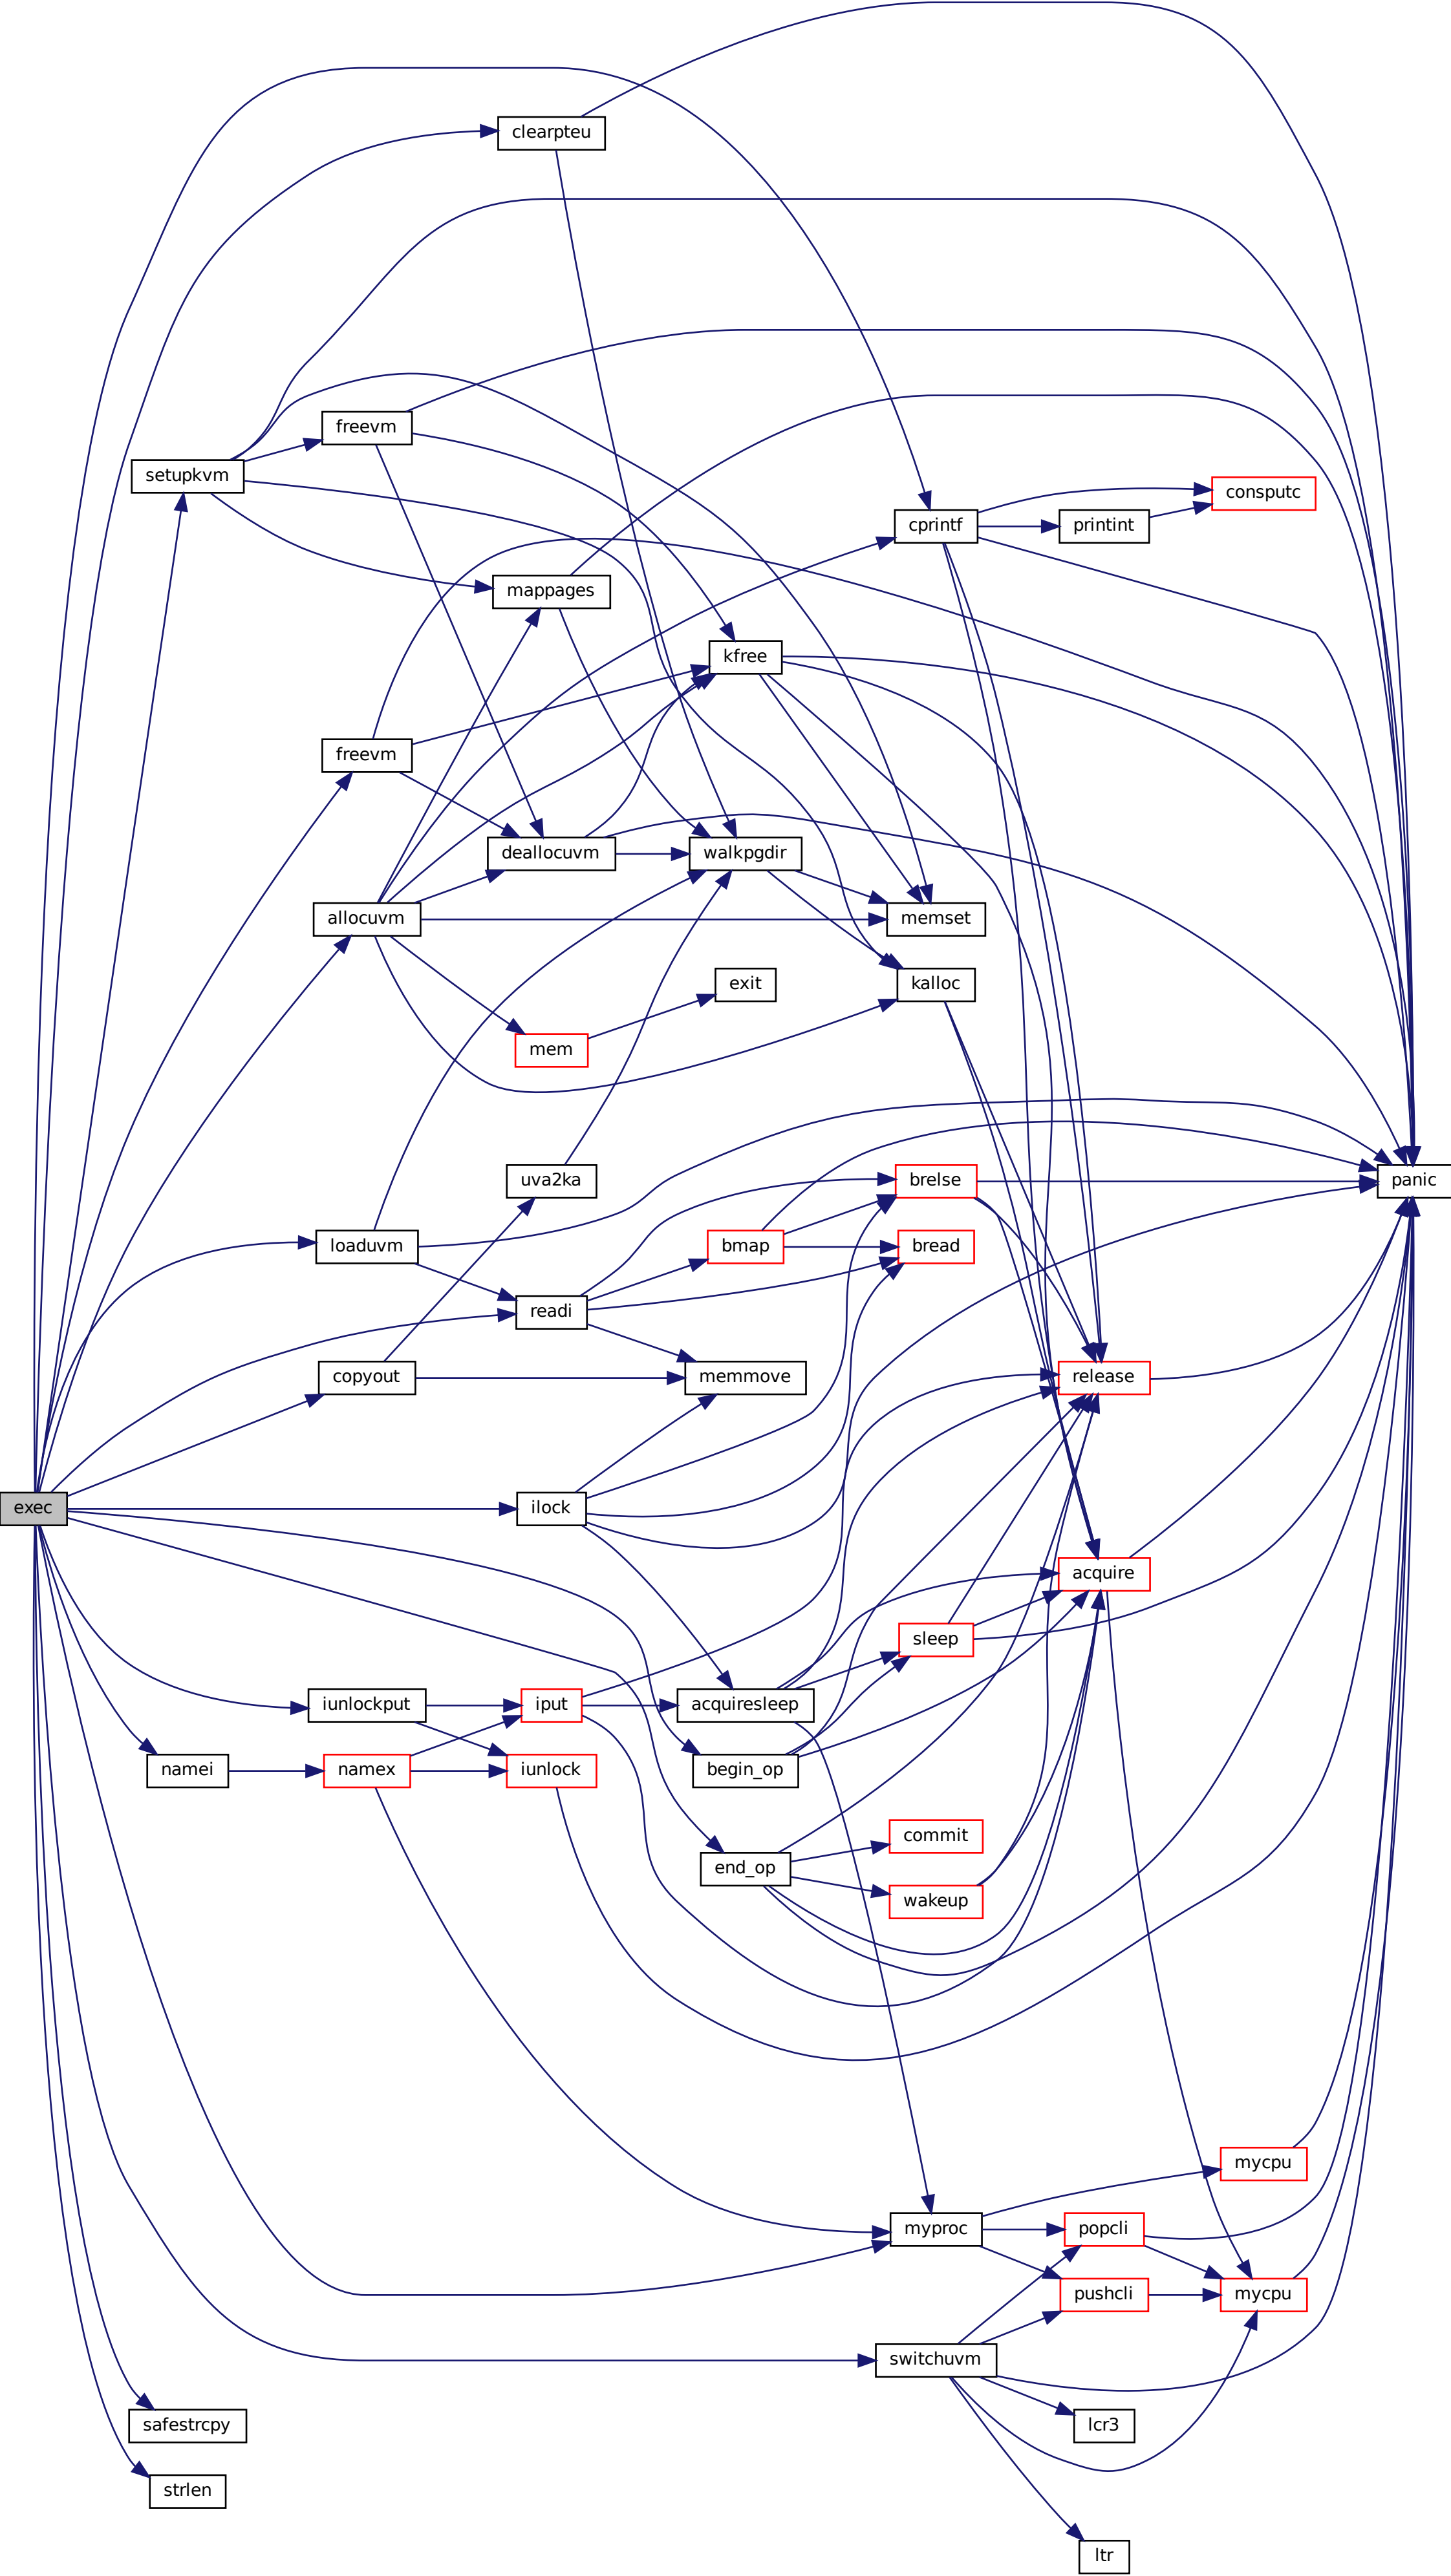 clearpteu
freevm
setupkvm
consputc
cprintf
printint
mappages
kfree
freevm
deallocuvm
walkpgdir
allocuvm
memset
exit
kalloc
mem
uva2ka
brelse
panic
loaduvm
bmap
bread
readi
copyout
memmove
release
exec
ilock
acquire
sleep
iunlockput
iput
acquiresleep
namei
namex
iunlock
begin_op
commit
end_op
wakeup
mycpu
myproc
popcli
pushcli
mycpu
switchuvm
safestrcpy
lcr3
strlen
ltr